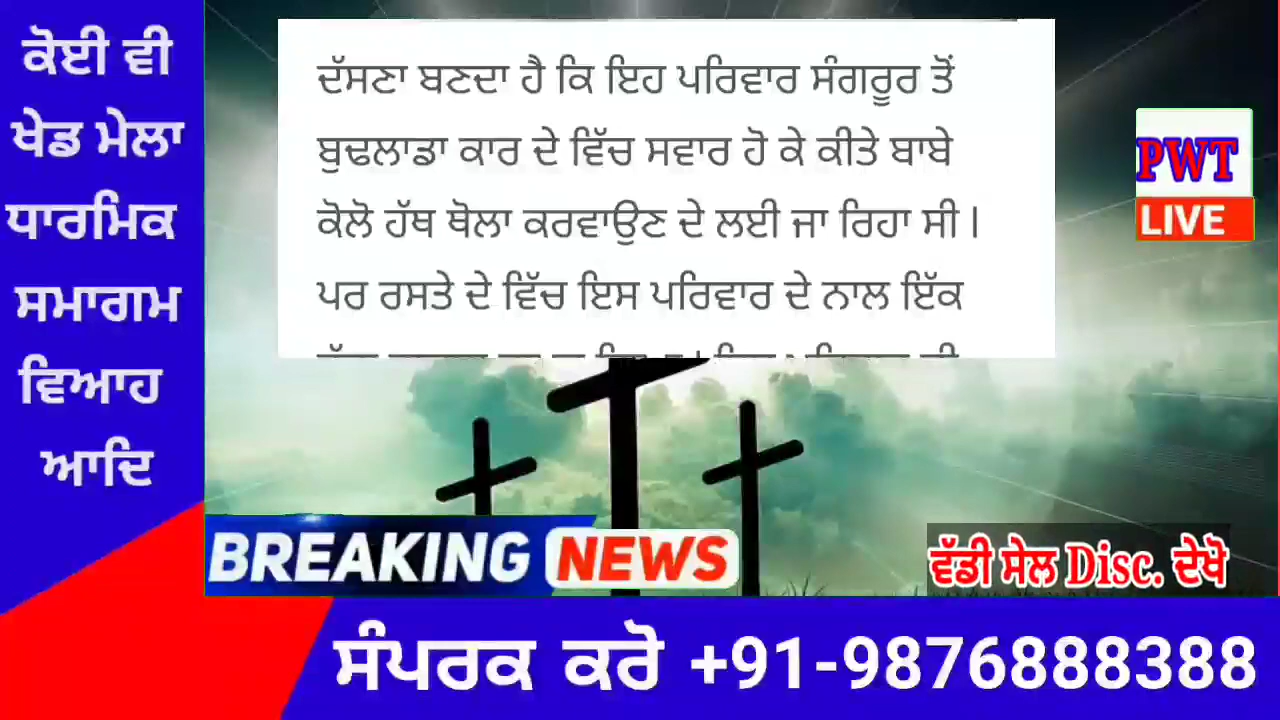 ਕੋਈ ਵੀ
ਖੇਡ ਮੇਲਾ
ਧਾਰਮਿਕ
ਸਮਾਗਮ
ਵਿਆਹ
ਆਦਿ
ਦੱਸਣਾ ਬਣਦਾ ਹੈ ਕਿ ਇਹ ਪਰਿਵਾਰ ਸੰਗਰੂਰ ਤੋਂ
ਬੁਢਲਾਡਾ ਕਾਰ ਦੇ ਵਿੱਚ ਸਵਾਰ ਹੋ ਕੇ ਕੀਤੇ ਬਾਬੇ
ਕੋਲੋ ਹੱਥ ਥੋਲਾ ਕਰਵਾਉਣ ਦੇ ਲਈ ਜਾ ਰਿਹਾ ਸੀ।
ਪਰ ਰਸਤੇ ਦੇ ਵਿੱਚ ਇਸ ਪਰਿਵਾਰ ਦੇ ਨਾਲ ਇੱਕ
PWT
LIVE
BREAKING NEWS
ਵੱਡੀ ਸੇਲ Disc. ਦੇਖੋ
ਸੰਪਰਕ ਕਰੋ +91-9876888388